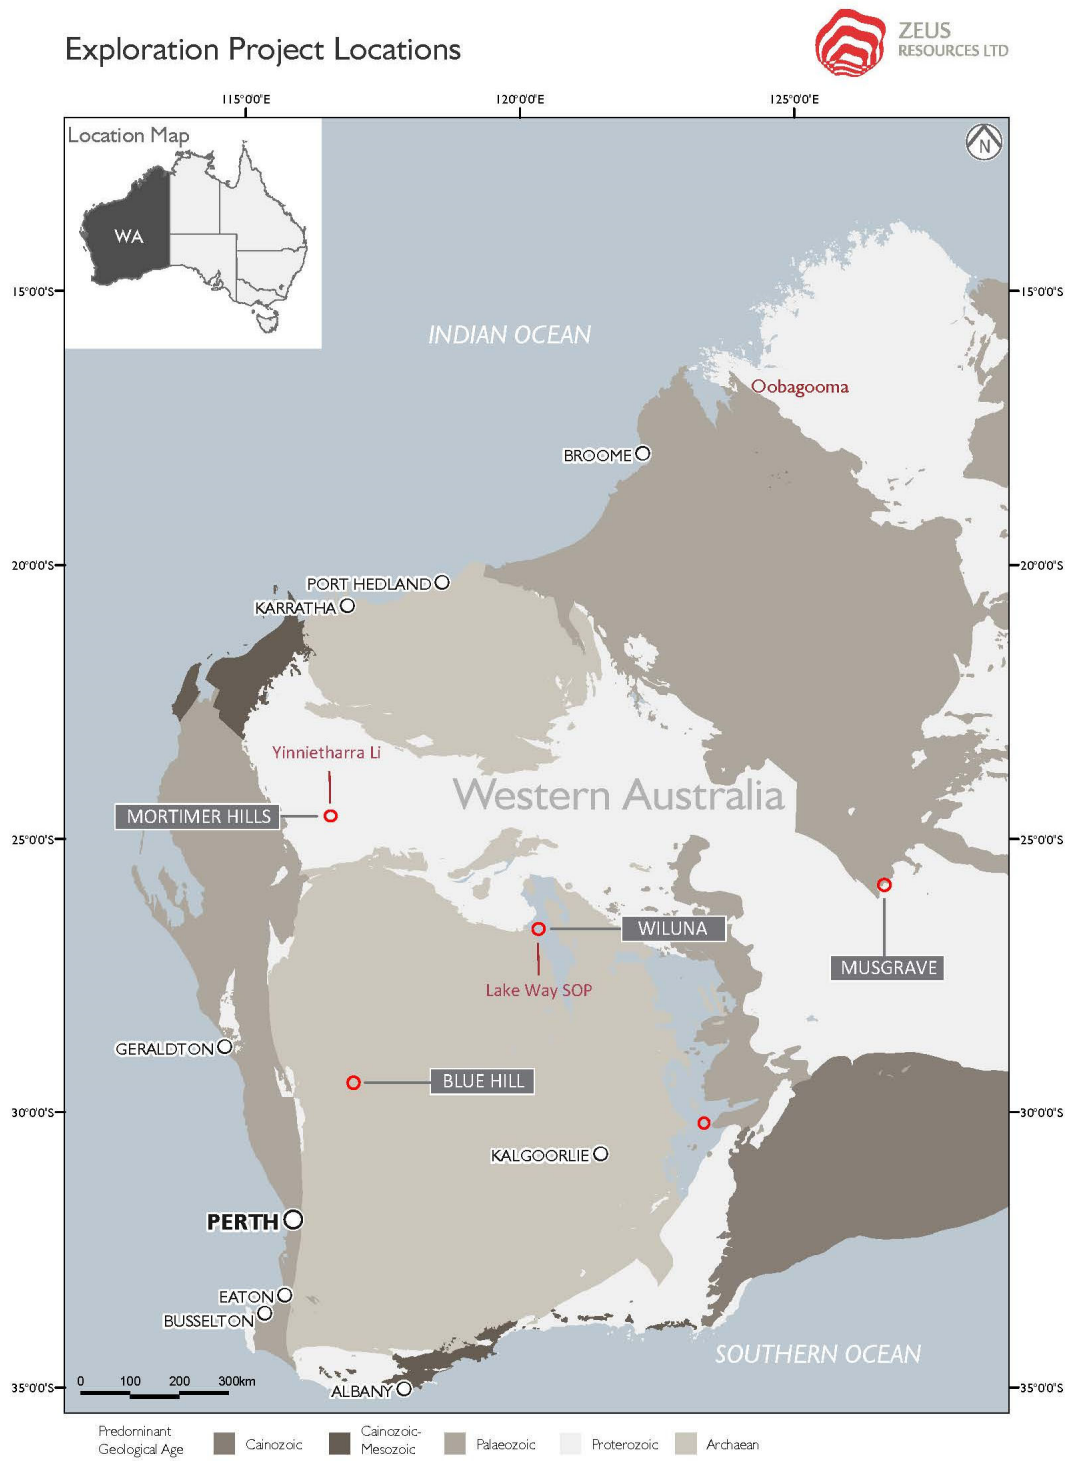 Exploration Project Locations
ZEUS
RESOURCES LTD
115°0'0"E
120°0'0"E
125°0'0"E
Location Map
N
WA
15°0'0"S
15°0'0"S
INDIAN OCEAN
Oobagooma
BROOME
20°0'0"S
20°0'0"S
PORT HEDLAND
KARRATHA
Yinnietharra Li
Western Australia
MORTIMER HILLS
25°0'0"S
25°0'0"S
WILUNA
MUSGRAVE
Lake Way SOP
GERALDTON
BLUE HILL
30°0'0"S
30°0'0"S
KALGOORLIE
PERTH
EATON
BUSSELTON
SOUTHERN OCEAN
0 100 200 300km
ALBANY
35°0'0"S
35°0'0"S
Predominant
Geological Age
Cainozoic
Cainozoic-
Mesozoic
Palaeozoic
Proterozoic
Archaean